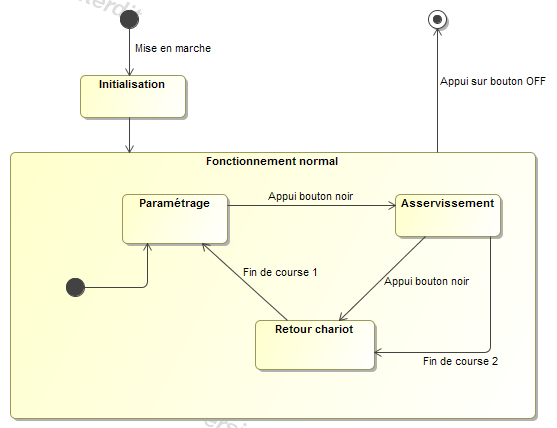 Mise en marche
Initialisation
Appui sur bouton OFF
Fonctionnement normal
Paramétrage
Appui bouton noir
Asservissement
Fin de course 1
Appui bouton noir
Retour chariot
Fin de course 2